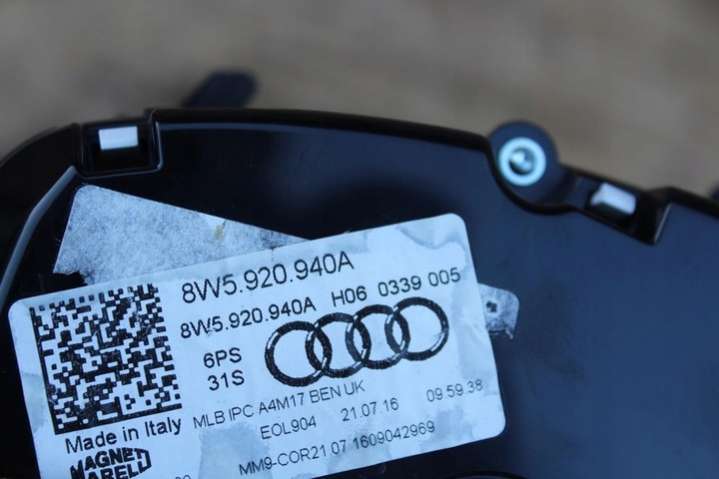 8W5.920.940A
8W5.920.940A H06 0339 005
6PS
31S
MLB IPC A4M17 BEN UK
EOL904 21.07.16 09.59.38
Made in Italy
MAGNETI
MARELLI
MM9-COR21 07 1609042969